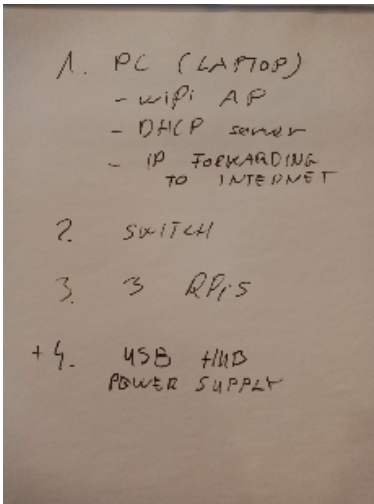 1. PC (LAPTOP)
- WiFi AP
- DHCP server
- IP FORWARDING
TO INTERNET
2. SWITCH
3. 3 RPis
+4. USB HUB
POWER SUPPLY